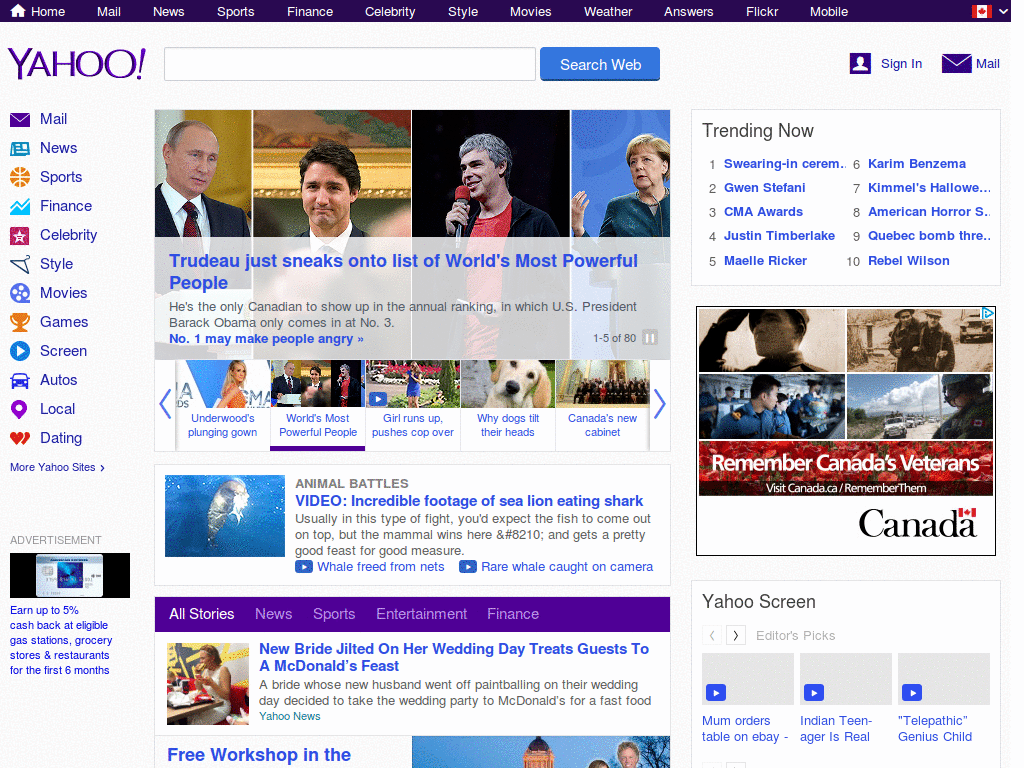 Home Mail News Sports Finance Celebrity Style Movies Weather Answers Flickr Mobile
YAHOO!
Search Web
Sign In
Mail
Mail
News
Sports
Finance
Celebrity
Style
Movies
Games
Screen
Autos
Local
Dating
More Yahoo Sites ›
ADVERTISEMENT
Earn up to 5%
cash back at eligible
gas stations, grocery
stores & restaurants
for the first 6 months
Trudeau just sneaks onto list of World's Most Powerful
People
He's the only Canadian to show up in the annual ranking, in which U.S. President
Barack Obama only comes in at No. 3.
No. 1 may make people angry »
1-5 of 80
Underwood's
plunging gown
World's Most
Powerful People
Girl runs up,
pushes cop over
Why dogs tilt
their heads
Canada's new
cabinet
ANIMAL BATTLES
VIDEO: Incredible footage of sea lion eating shark
Usually in this type of fight, you'd expect the fish to come out
on top, but the mammal wins here &#8210; and gets a pretty
good feast for good measure.
Whale freed from nets
Rare whale caught on camera
All Stories News Sports Entertainment Finance
New Bride Jilted On Her Wedding Day Treats Guests To
A McDonald's Feast
A bride whose new husband went off paintballing on their wedding
day decided to take the wedding party to McDonald's for a fast food
Yahoo News
Free Workshop in the
Trending Now
1 Swearing-in cerem..
2 Gwen Stefani
3 CMA Awards
4 Justin Timberlake
5 Maelle Ricker
6 Karim Benzema
7 Kimmel's Hallowe...
8 American Horror S..
9 Quebec bomb thre..
10 Rebel Wilson
Remember Canada's Veterans
Visit Canada.ca / RememberThem
Canada
Yahoo Screen
Editor's Picks
Mum orders
table on ebay -
Indian Teen-
ager Is Real
"Telepathic"
Genius Child